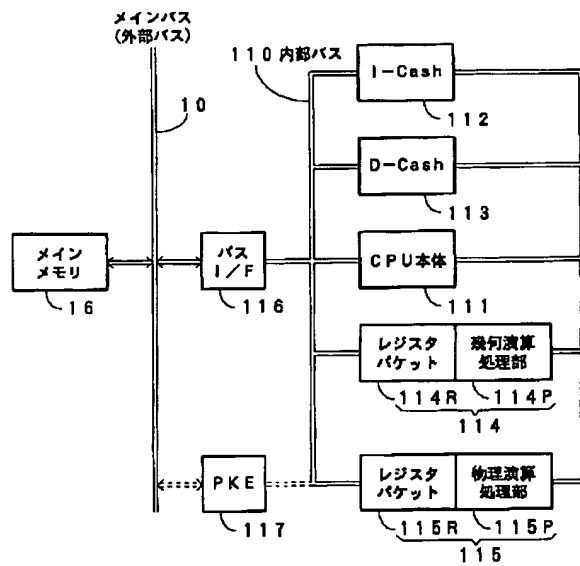 メインバス
(外部バス)
110 内部バス
10
I-Cash
112
D-Cash
113
メイン
メモリ
16
バス
I/F
116
CPU本体
111
レジスタ
パケット
幾何演算
処理部
114R
114P
114
PKE
117
レジスタ
パケット
物理演算
処理部
115R
115P
115